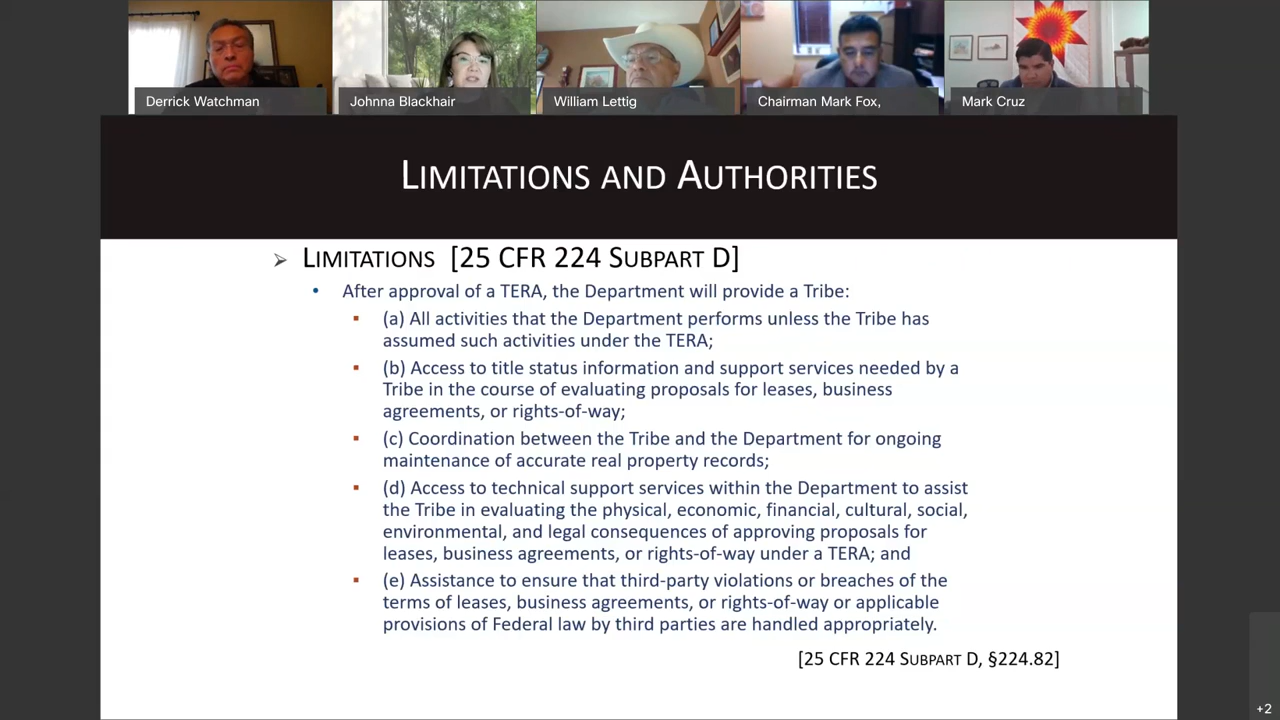 Derrick Watchman
Johnna Blackhair
William Lettig
Chairman Mark Fox,
Mark Cruz
LIMITATIONS AND AUTHORITIES
LIMITATIONS [25 CFR 224 SUBPART D]
After approval of a TERA, the Department will provide a Tribe:
(a) All activities that the Department performs unless the Tribe has
assumed such activities under the TERA;
(b) Access to title status information and support services needed by a
Tribe in the course of evaluating proposals for leases, business
agreements, or rights-of-way;
(c) Coordination between the Tribe and the Department for ongoing
maintenance of accurate real property records;
(d) Access to technical support services within the Department to assist
the Tribe in evaluating the physical, economic, financial, cultural, social,
environmental, and legal consequences of approving proposals for
leases, business agreements, or rights-of-way under a TERA; and
(e) Assistance to ensure that third-party violations or breaches of the
terms of leases, business agreements, or rights-of-way or applicable
provisions of Federal law by third parties are handled appropriately.
[25 CFR 224 SUBPART D, §224.82]
+2